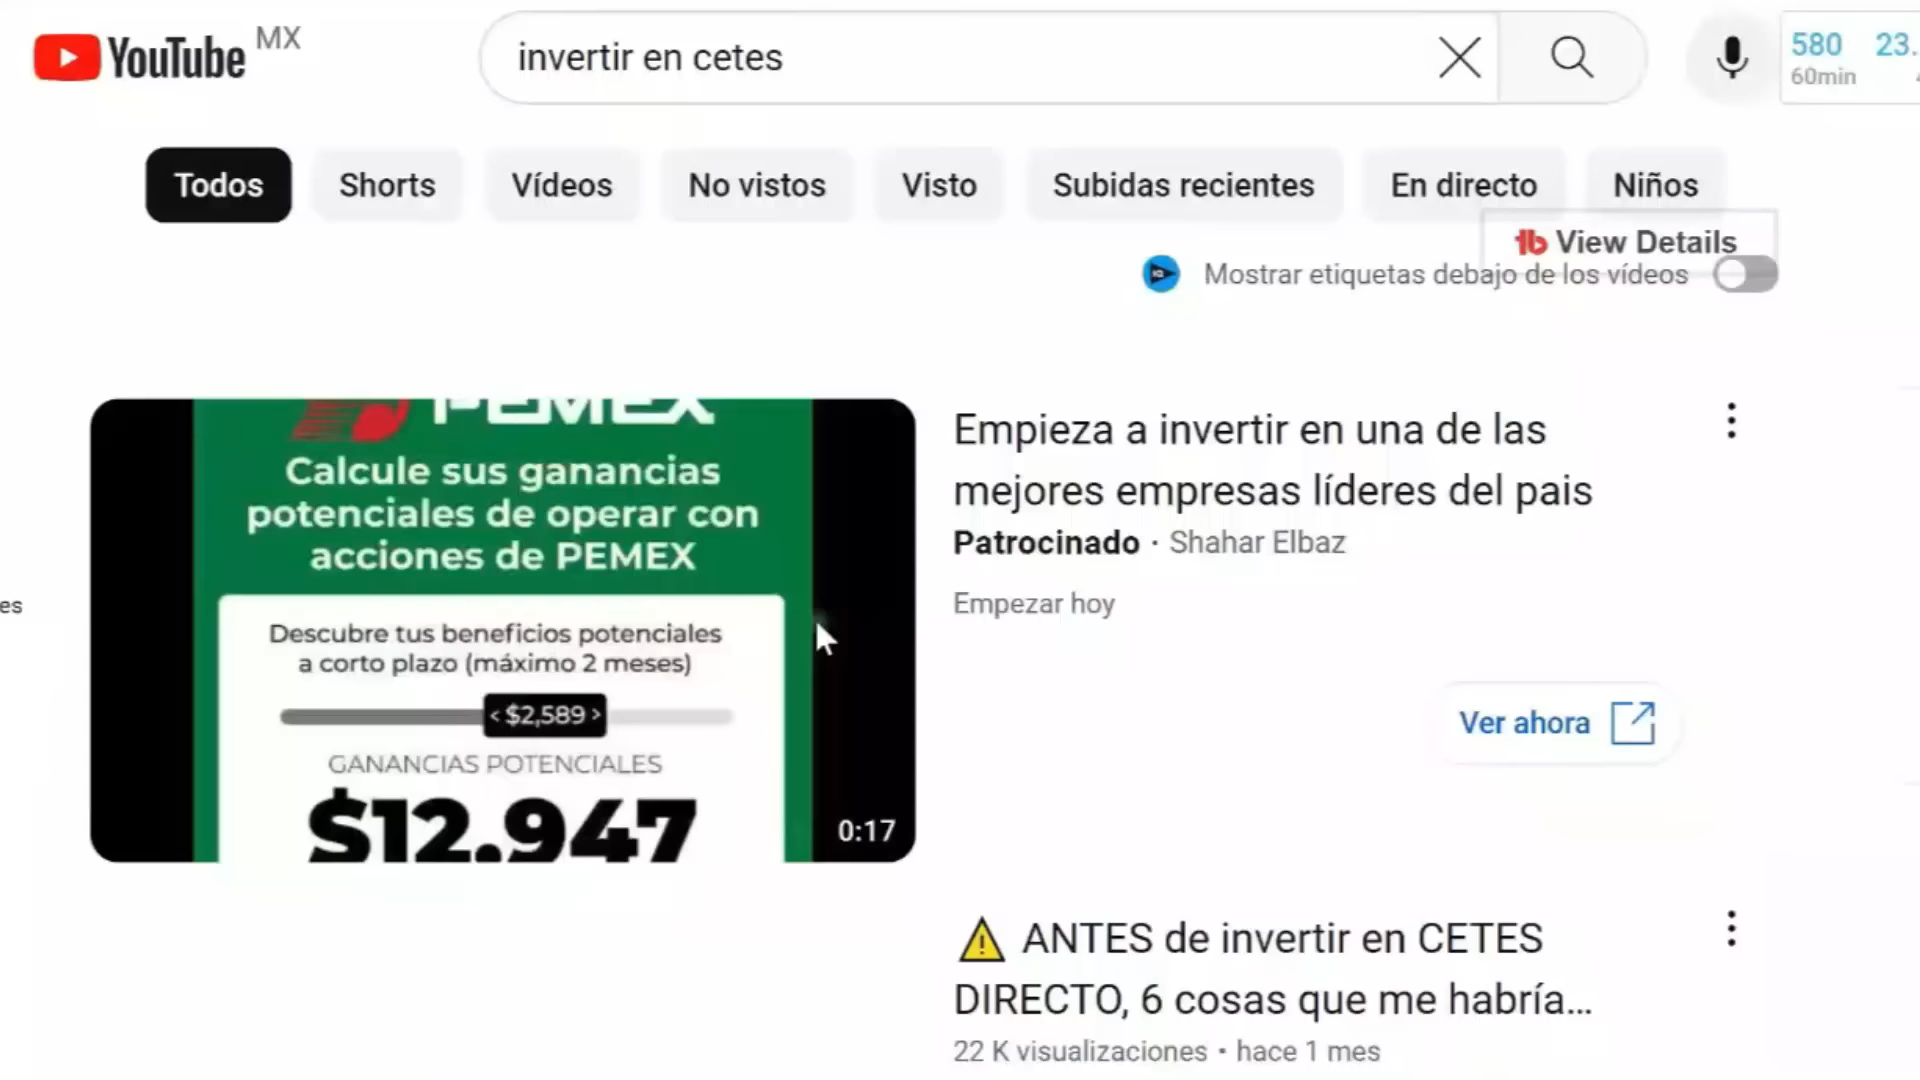 YouTube MX
invertir en cetes
580 23.
60min
Todos
Shorts
Vídeos
No vistos
Visto
Subidas recientes
En directo
Niños
View Details
Mostrar etiquetas debajo de los vídeos
es
PEMEX
Calcule sus ganancias
potenciales de operar con
acciones de PEMEX
Descubre tus beneficios potenciales
a corto plazo (máximo 2 meses)
< $2,589 >
GANANCIAS POTENCIALES
$12.947
0:17
Empieza a invertir en una de las
mejores empresas líderes del pais
Patrocinado · Shahar Elbaz
Empezar hoy
Ver ahora
⚠ ANTES de invertir en CETES
DIRECTO, 6 cosas que me habría...
22 K visualizaciones • hace 1 mes